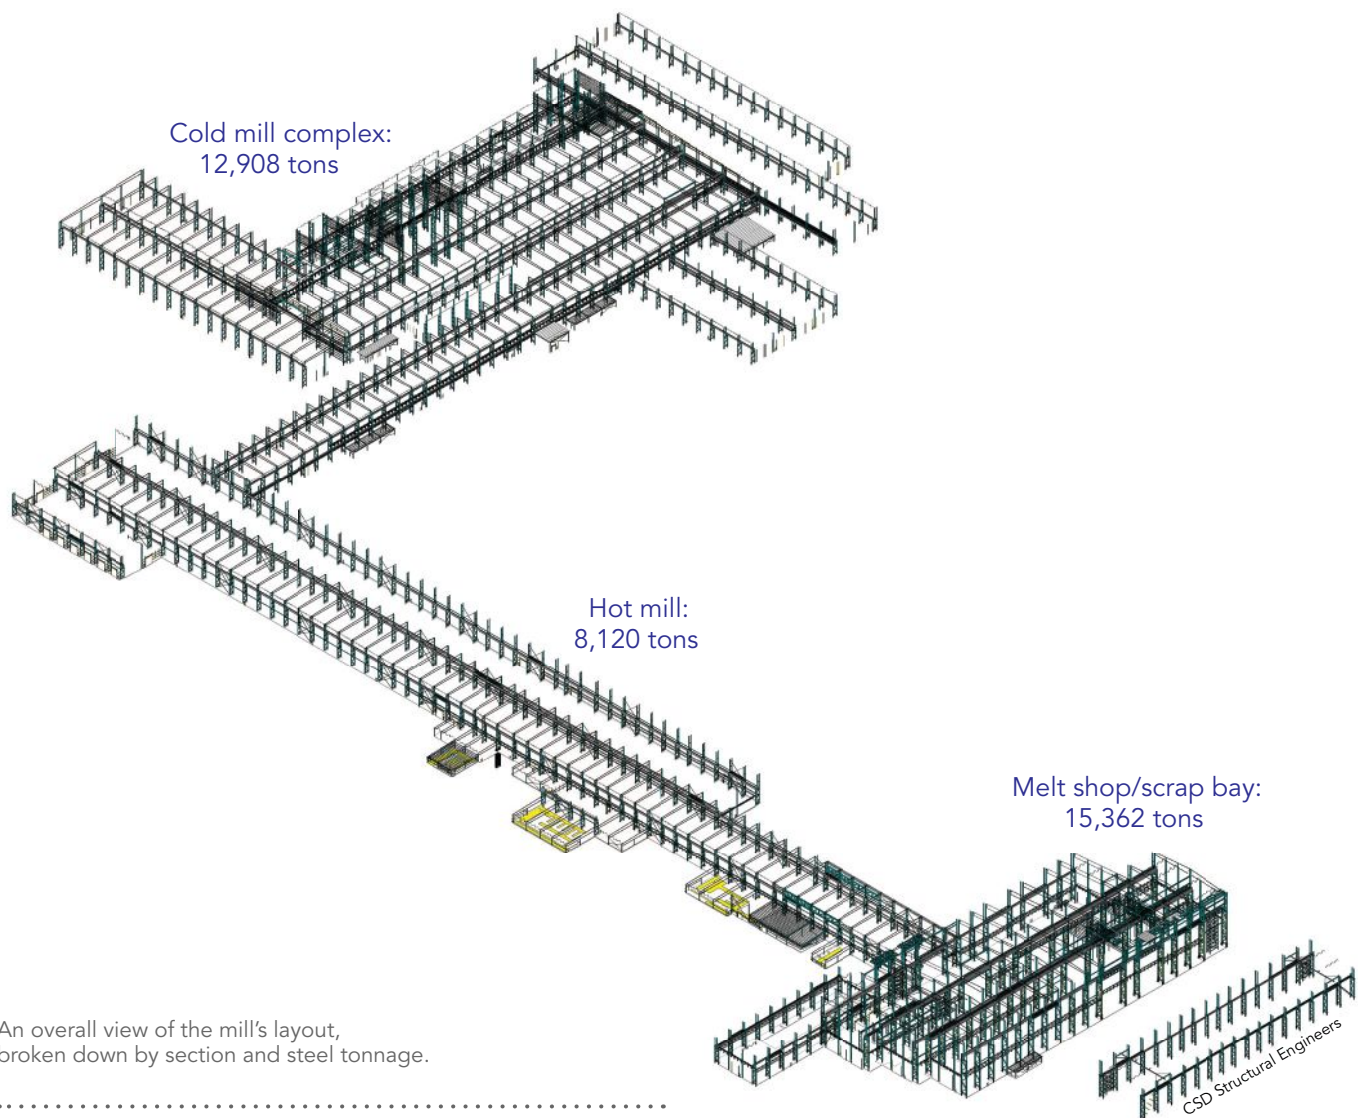 Cold mill complex:
12,908 tons
Hot mill:
8,120 tons
Melt shop/scrap bay:
15,362 tons
An overall view of the mill’s layout,
broken down by section and steel tonnage.
CSD Structural Engineers